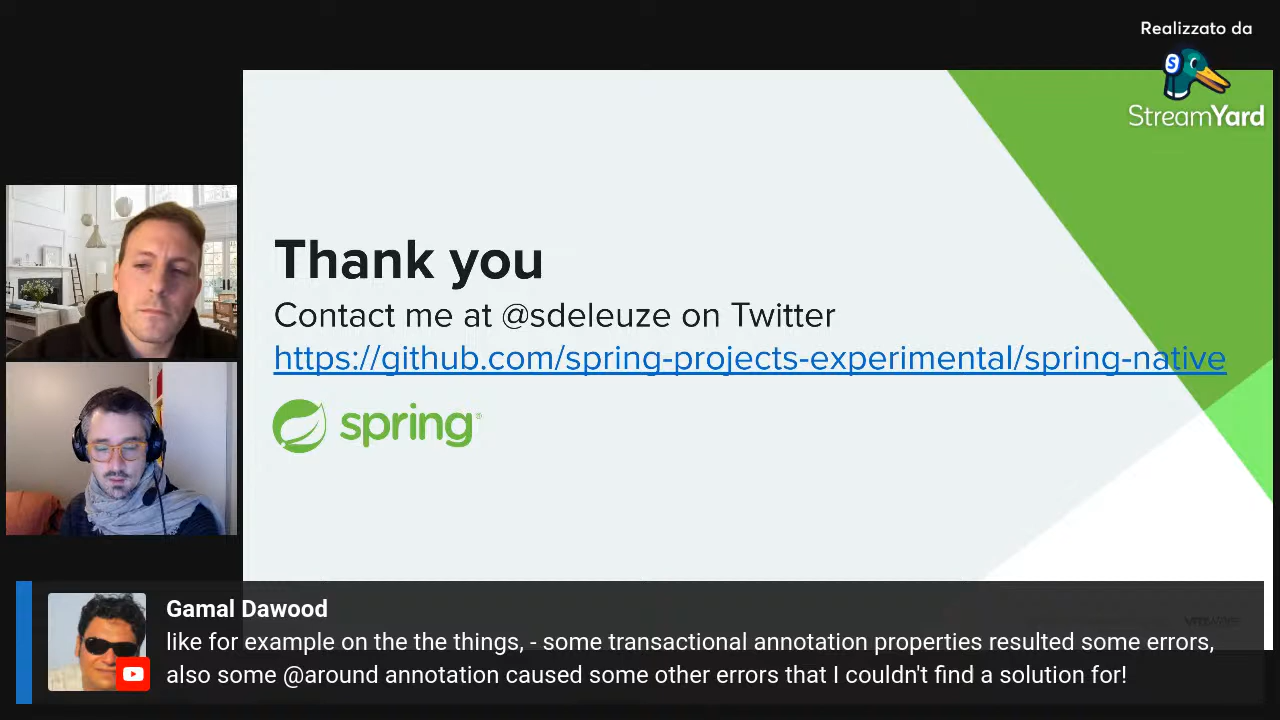 Realizzato da
StreamYard
Thank you
Contact me at @sdeleuze on Twitter
https://github.com/spring-projects-experimental/spring-native
spring
Gamal Dawood
like for example on the the things, - some transactional annotation properties resulted some errors,
also some @around annotation caused some other errors that I couldn't find a solution for!